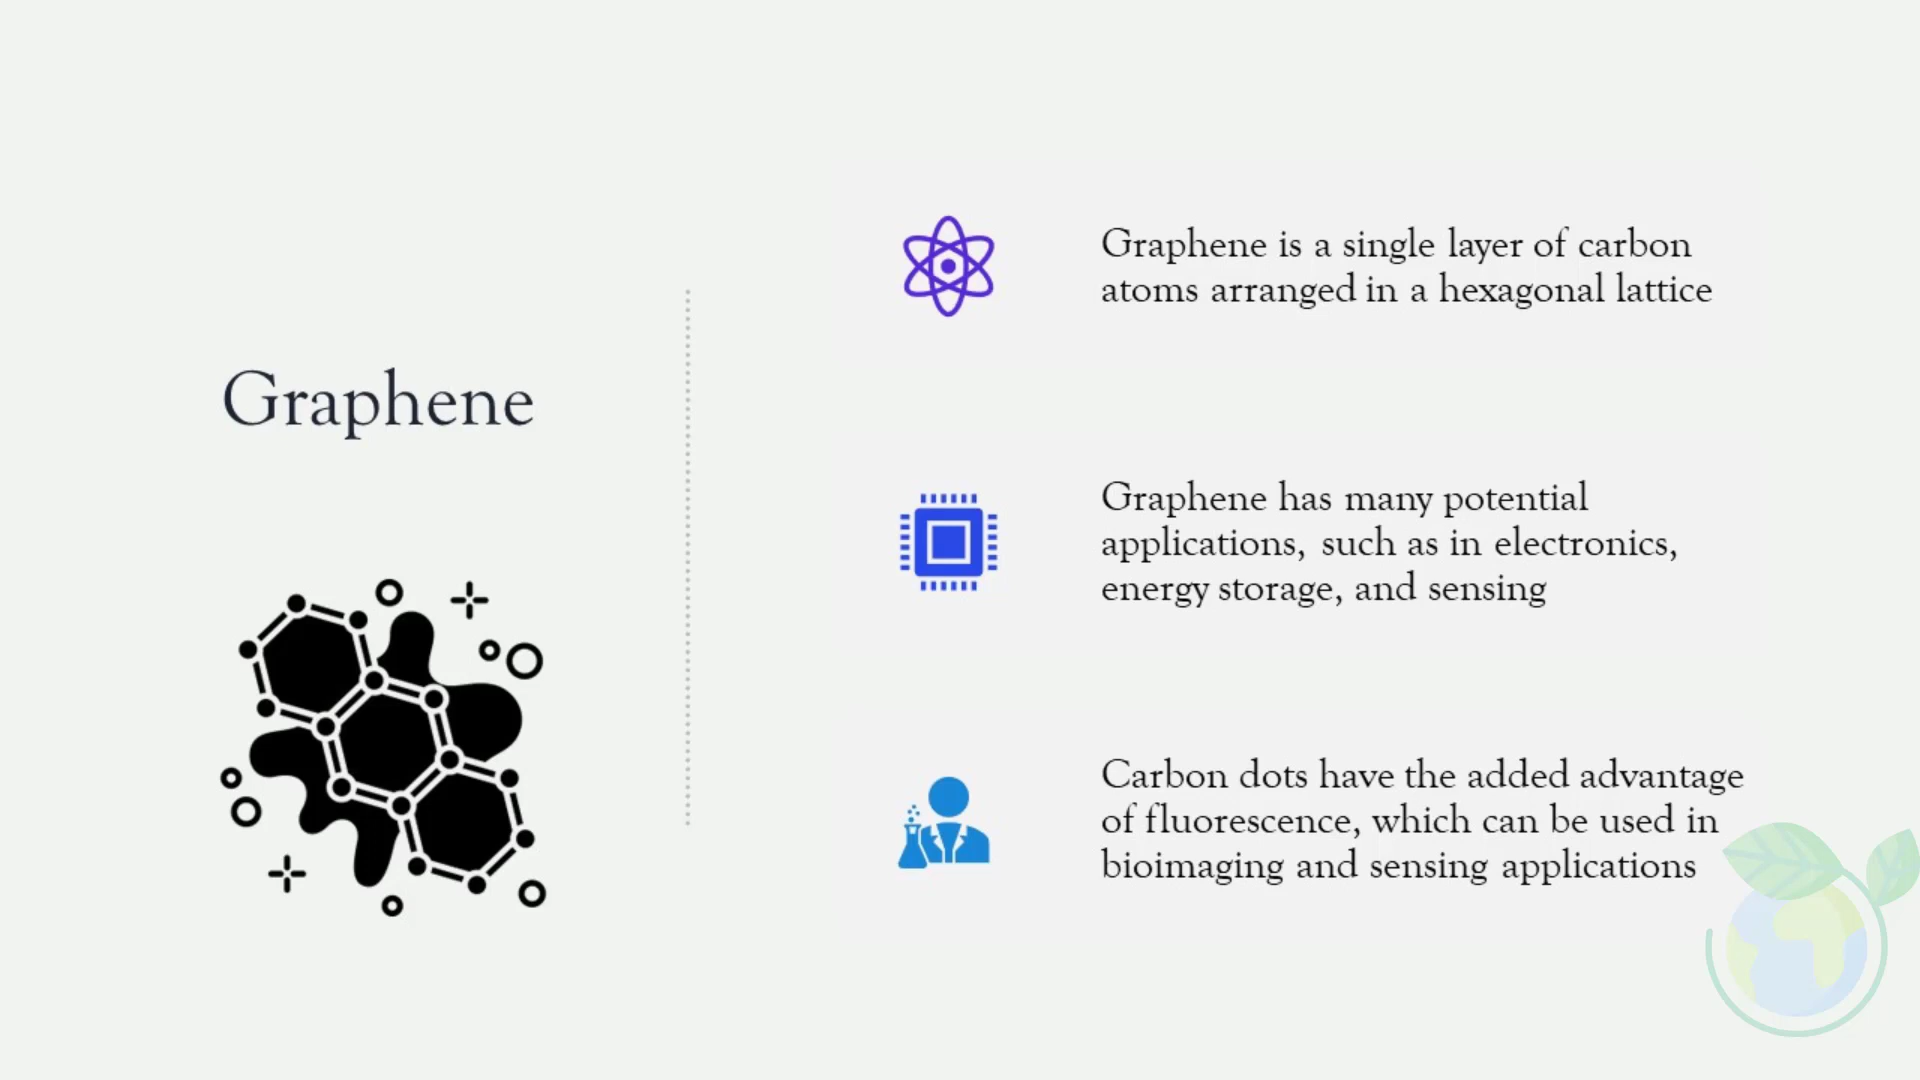 Graphene
Graphene is a single layer of carbon
atoms arranged in a hexagonal lattice
Graphene has many potential
applications, such as in electronics,
energy storage, and sensing
Carbon dots have the added advantage
of fluorescence, which can be used in
bioimaging and sensing applications